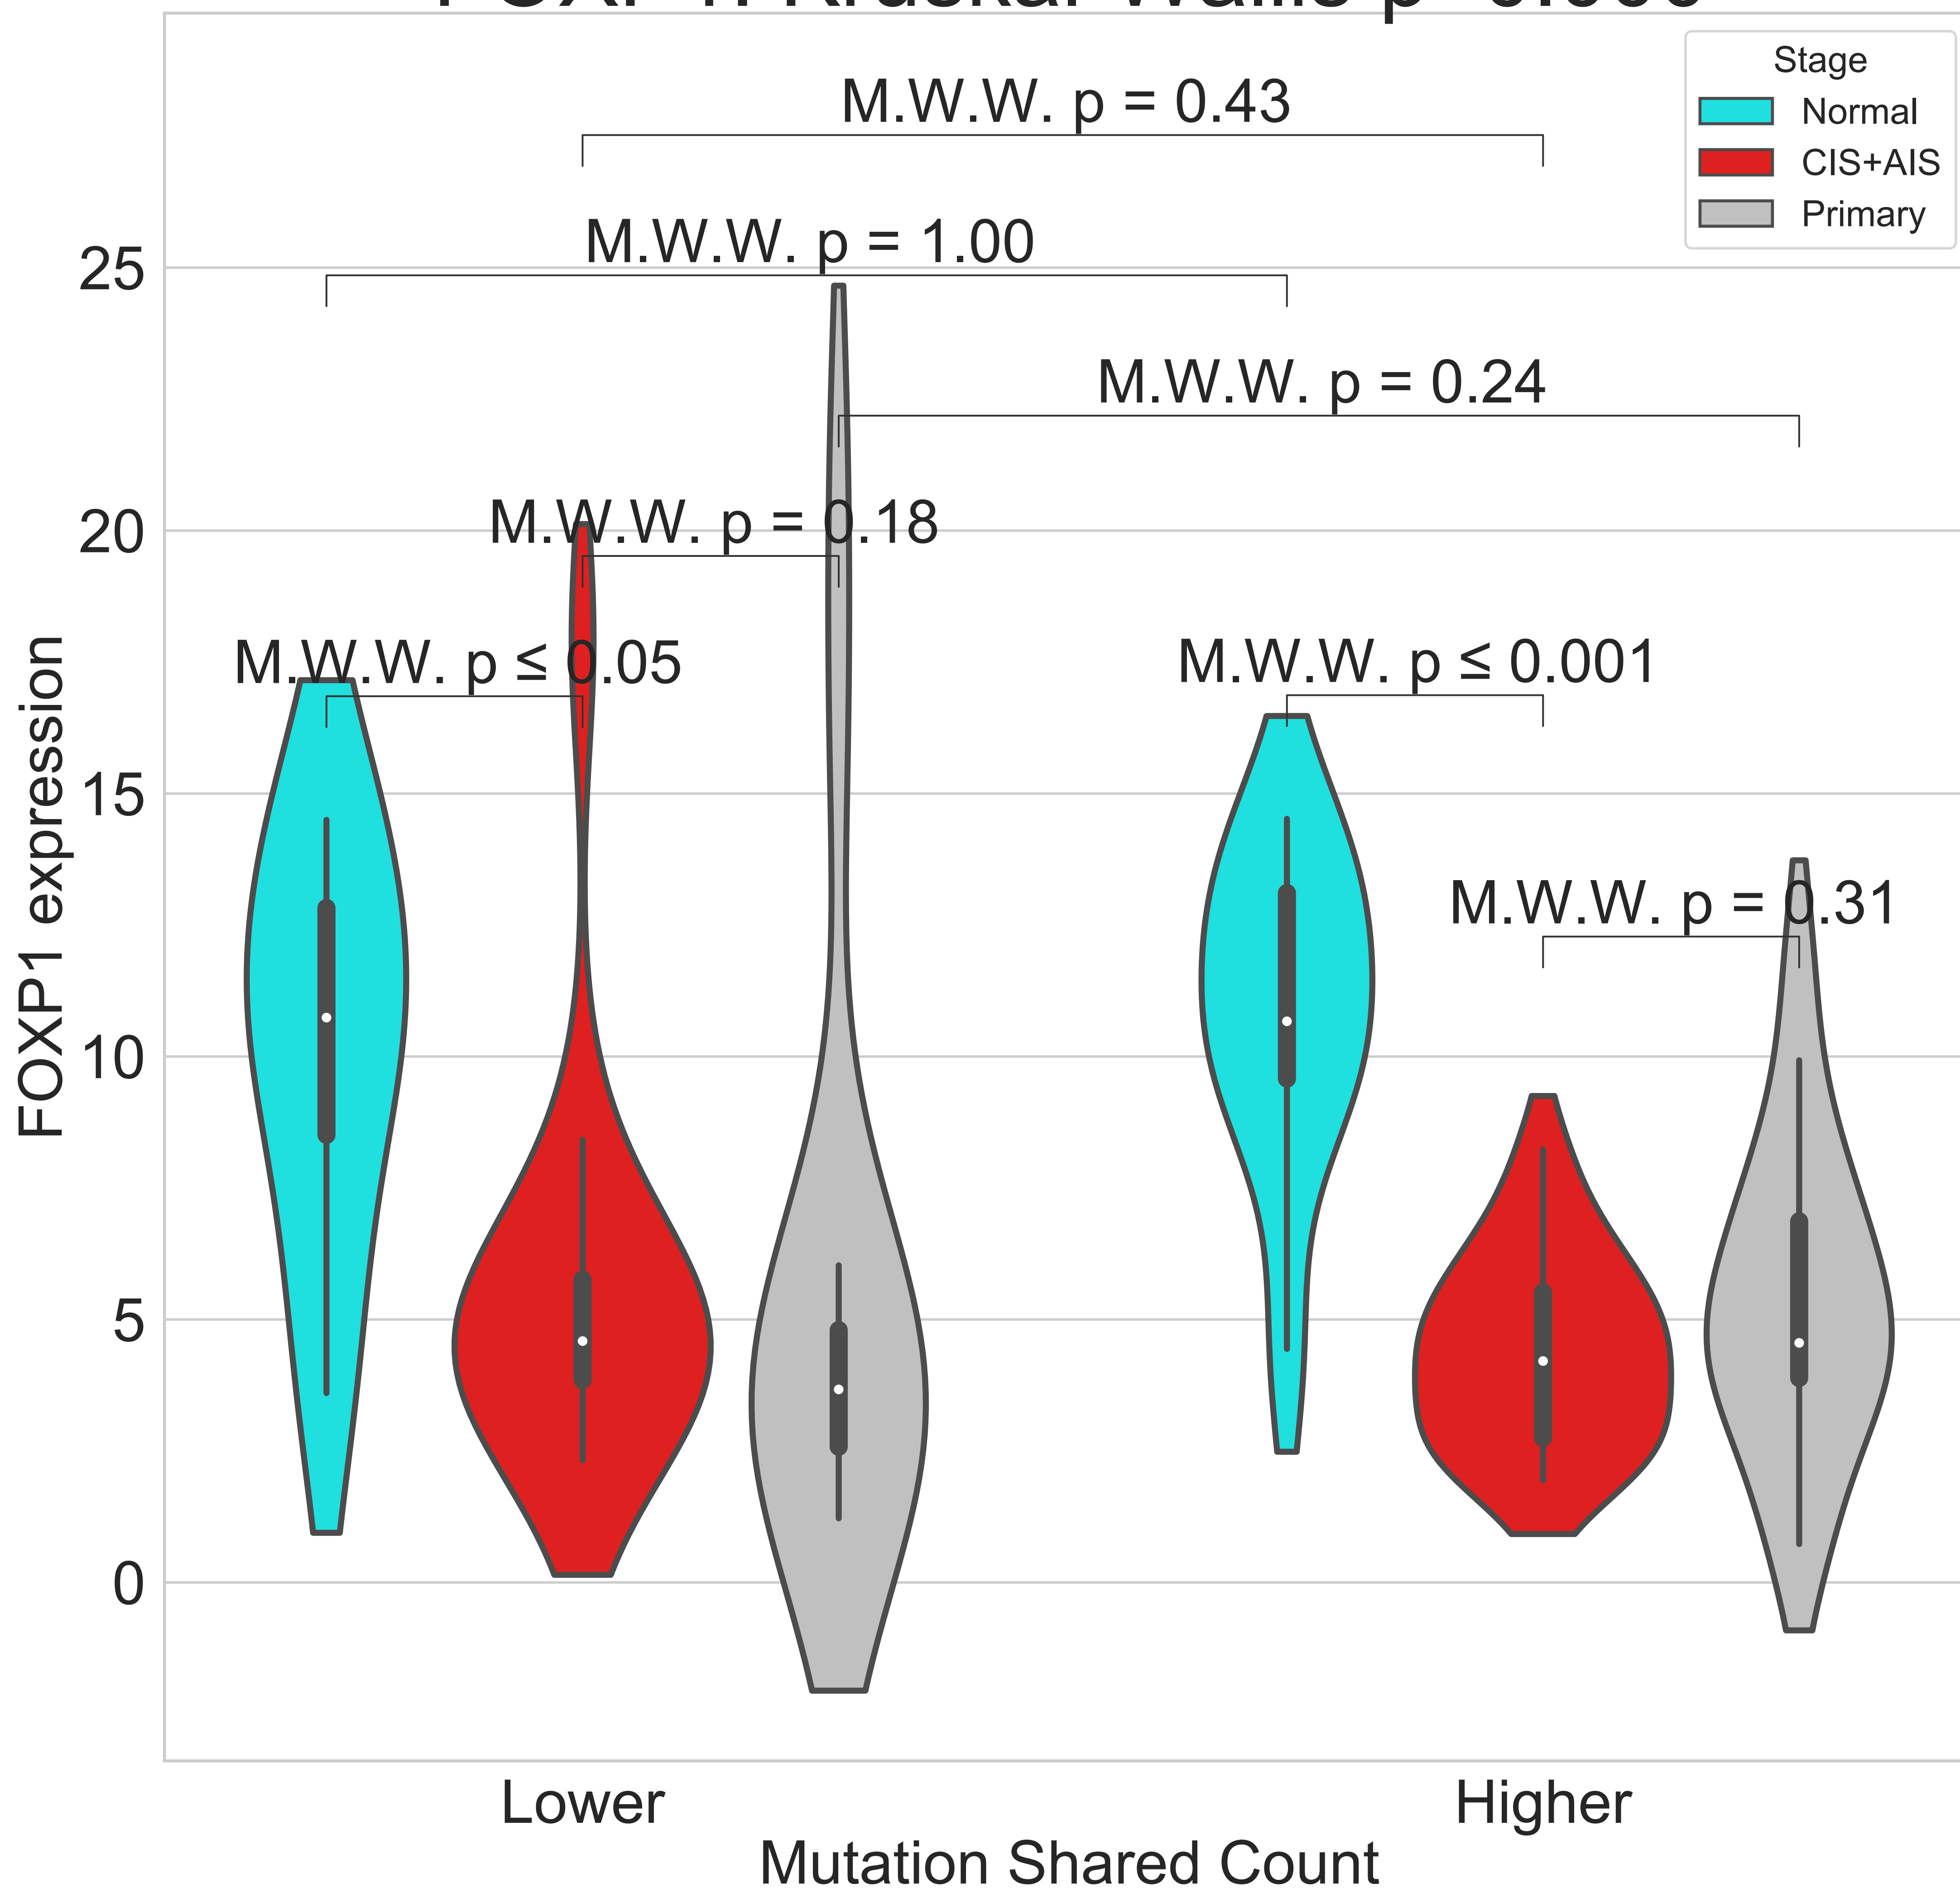 Stage
Normal
CIS+AIS
Primary
M.W.W. p = 0.43
M.W.W. p = 1.00
M.W.W. p = 0.24
M.W.W. p = 0.18
M.W.W. p ≤ 0.05
M.W.W. p ≤ 0.001
M.W.W. p = 0.31
25
20
15
10
5
0
FOXP1 expression
Lower
Higher
Mutation Shared Count